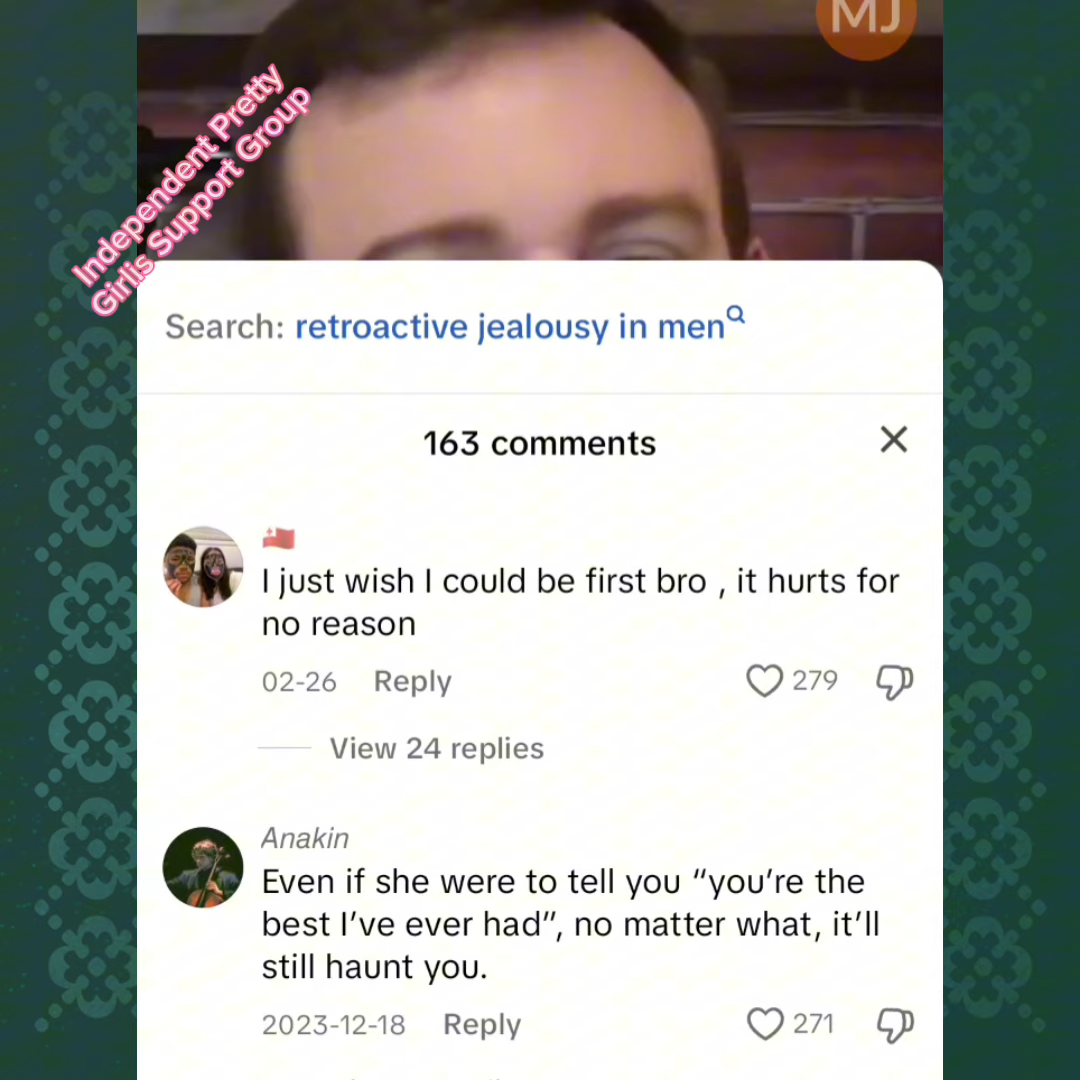 MJ
Independent Pretty
Girlis Support Group
Search: retroactive jealousy in men
163 comments
I just wish I could be first bro , it hurts for
no reason
02-26 Reply 279
View 24 replies
Anakin
Even if she were to tell you “you’re the
best I’ve ever had”, no matter what, it’ll
still haunt you.
2023-12-18 Reply 271